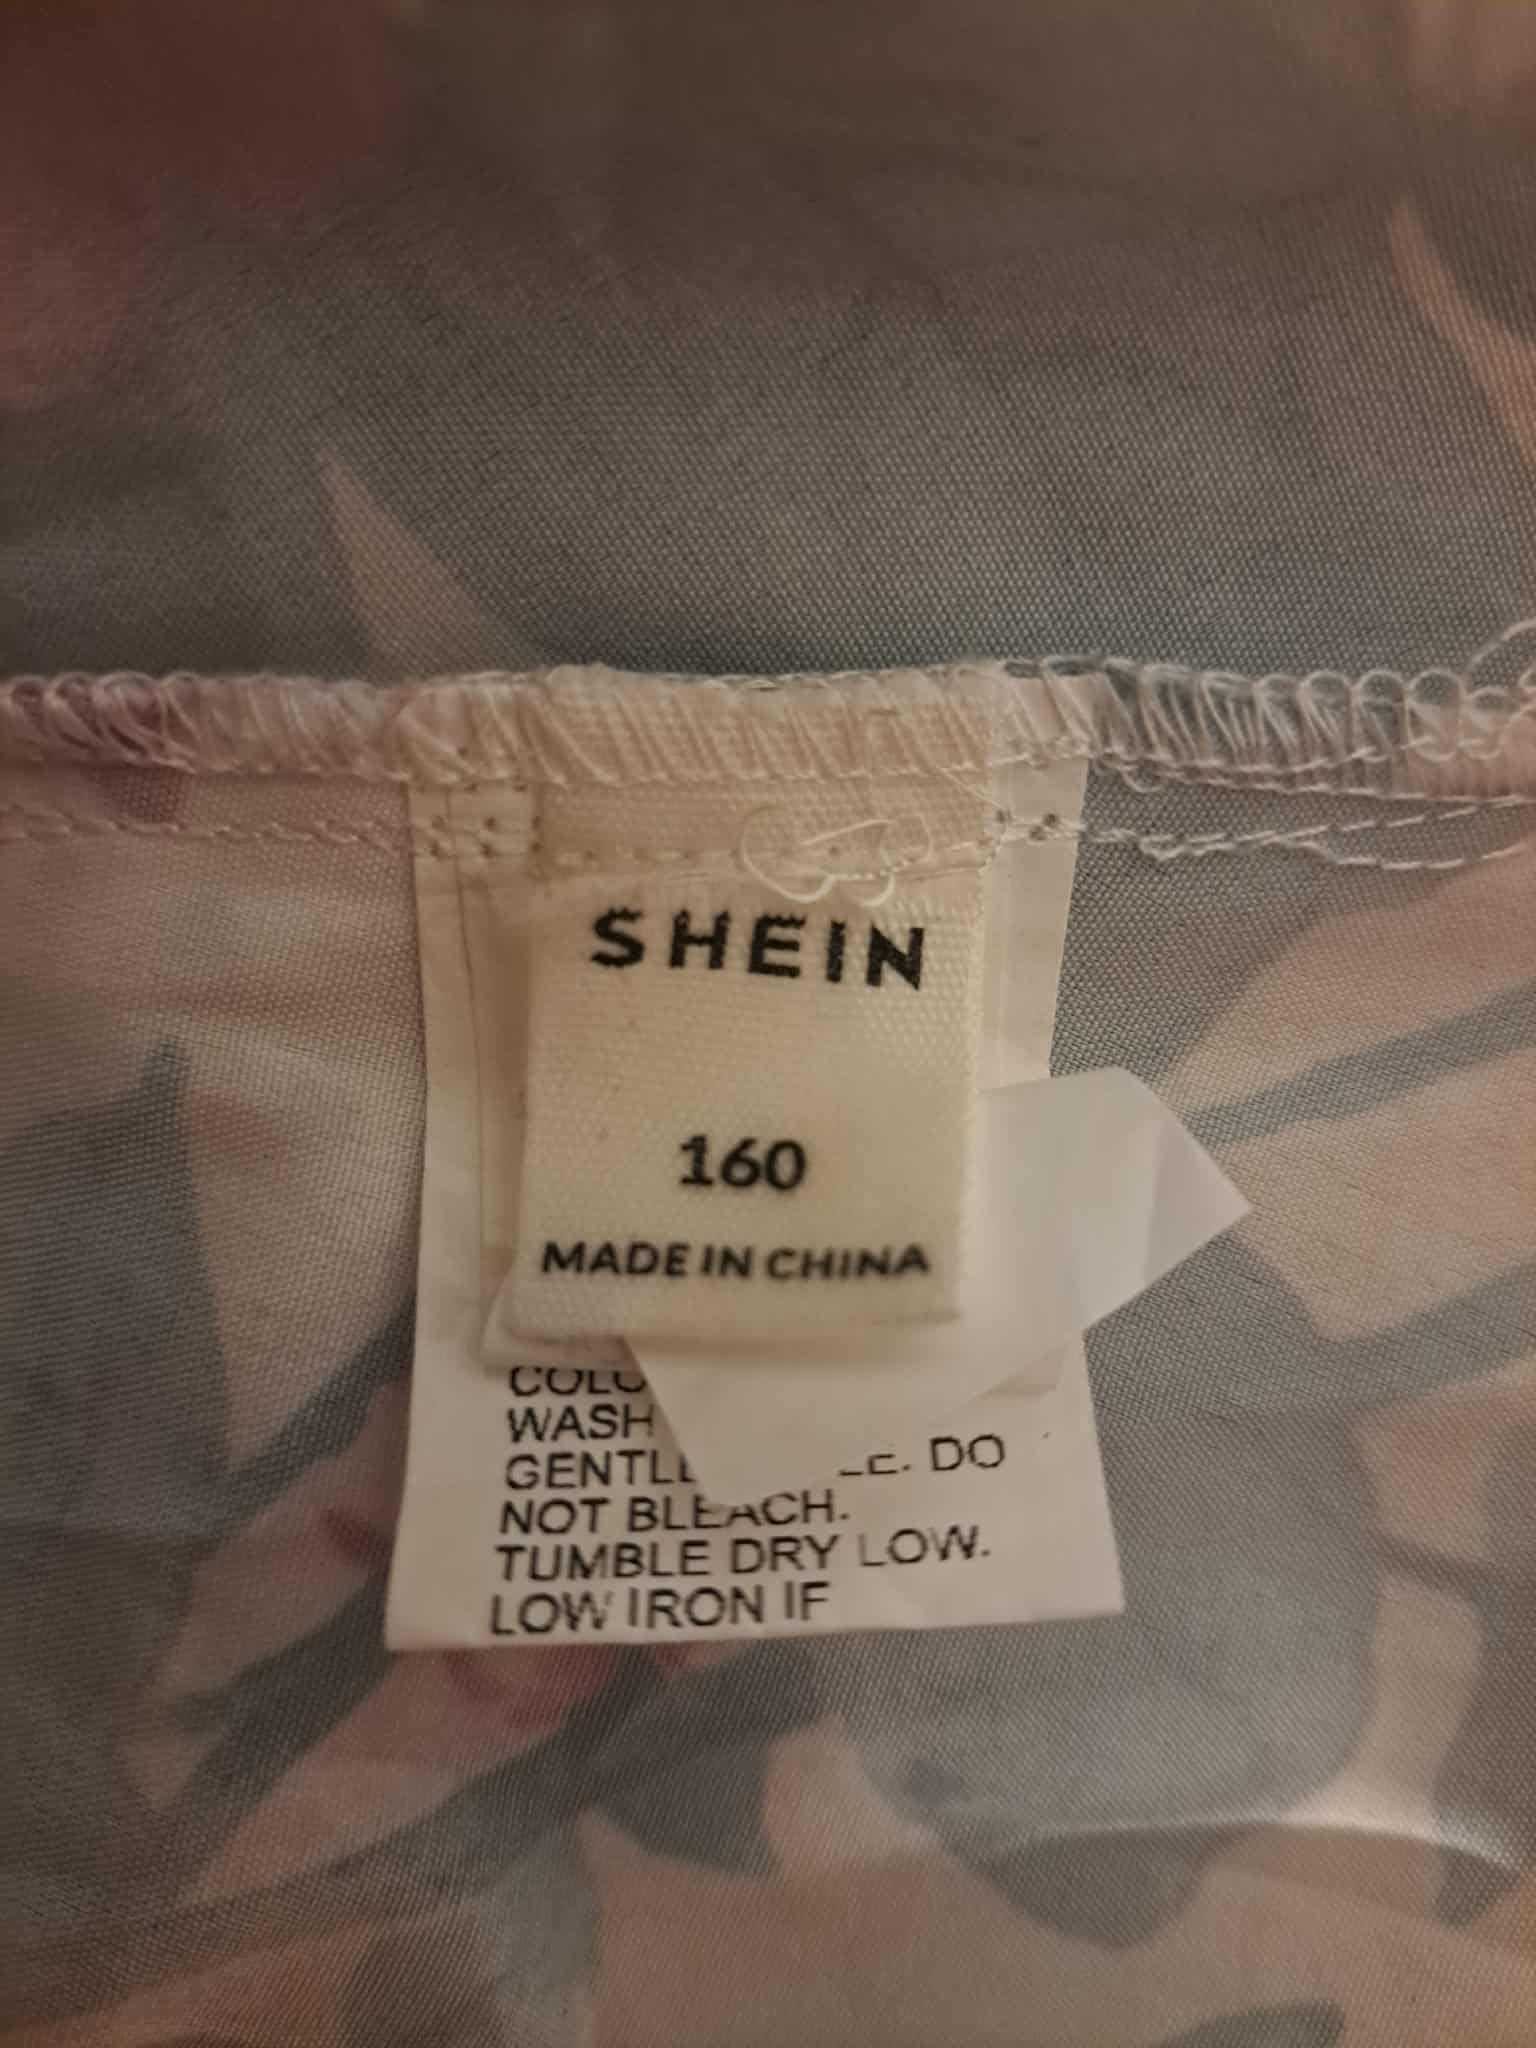 SHEIN
160
MADE IN CHINA
WASH
DO
NOT BLEACH.
TUMBLE DRY LOW.
LOW IRON IF